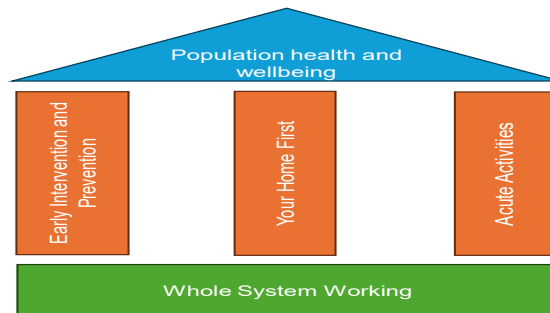 Population health and
wellbeing
Early Intervention and
Prevention
Your Home First
Acute Activities
Whole System Working